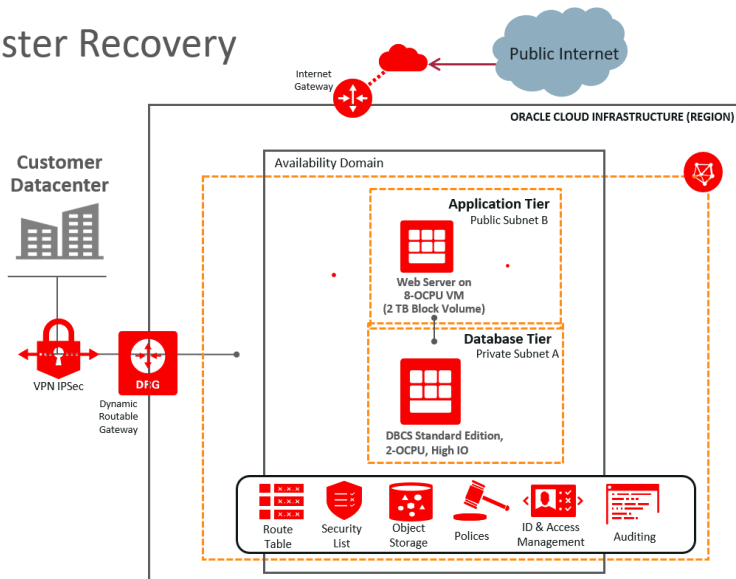 ster Recovery
Public Internet
Internet
Gateway
ORACLE CLOUD INFRASTRUCTURE (REGION)
Customer
Datacenter
Availability Domain
Application Tier
Public Subnet B
Web Server on
8-OCPU VM
(2 TB Block Volume)
Database Tier
Private Subnet A
VPN IPSec
DRG
Dynamic
Routable
Gateway
DBCS Standard Edition,
2-OCPU, High IO
Route
Table
Security
List
Object
Storage
Polices
ID & Access
Management
Auditing